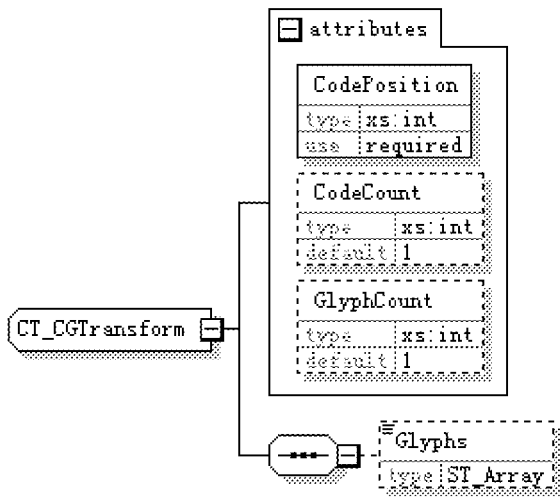 attributes
CodePosition
type xs:int
use required
CodeCount
type xs:int
default 1
GlyphCount
type xs:int
default 1
CT_CGTransform
Glyphs
type ST_Array